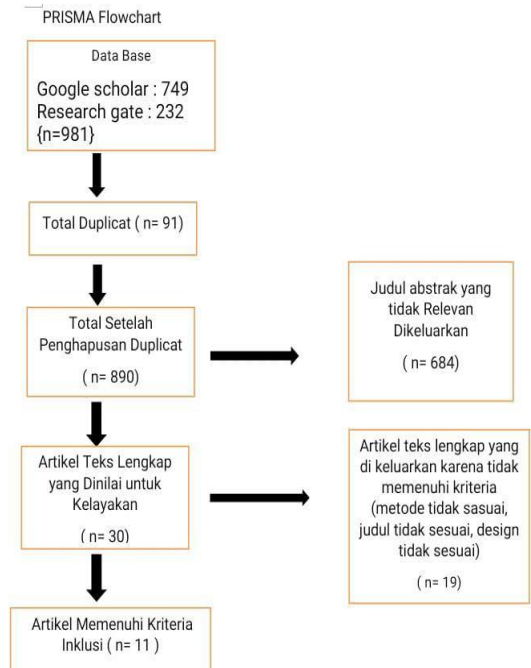 PRISMA Flowchart
Data Base
Google scholar : 749
Research gate : 232
{n=981}
Total Duplicat ( n= 91)
Total Setelah
Penghapusan Duplicat
( n= 890)
Judul abstrak yang
tidak Relevan
Dikeluarkan
( n= 684)
Artikel Teks Lengkap
yang Dinilai untuk
Kelayakan
( n= 30)
Artikel teks lengkap yang
di keluarkan karena tidak
memenuhi kriteria
(metode tidak sasuai,
judul tidak sesuai, design
tidak sesuai)
( n= 19)
Artikel Memenuhi Kriteria
Inklusi ( n= 11 )